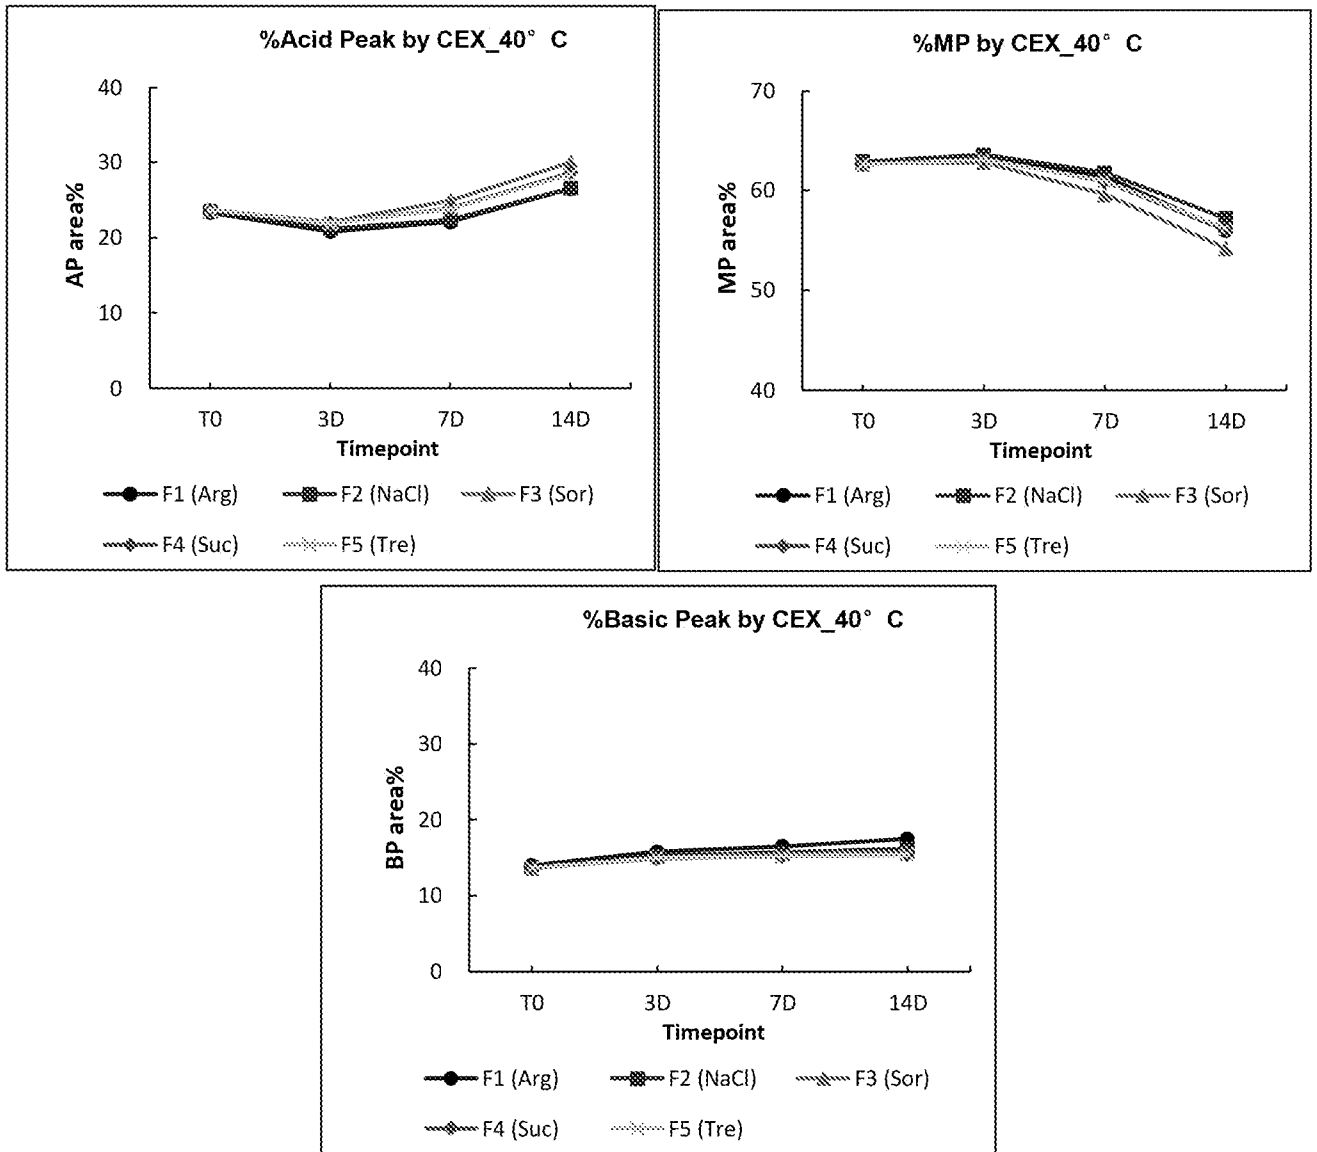 %Acid Peak by CEX_40° C
40
30
20
10
0
AP area%
T0 3D 7D 14D
Timepoint
F1 (Arg) F2 (NaCl) F3 (Sor)
F4 (Suc) F5 (Tre)
%MP by CEX_40° C
70
60
50
40
MP area%
T0 3D 7D 14D
Timepoint
F1 (Arg) F2 (NaCl) F3 (Sor)
F4 (Suc) F5 (Tre)
%Basic Peak by CEX_40° C
40
30
20
10
0
BP area%
T0 3D 7D 14D
Timepoint
F1 (Arg) F2 (NaCl) F3 (Sor)
F4 (Suc) F5 (Tre)